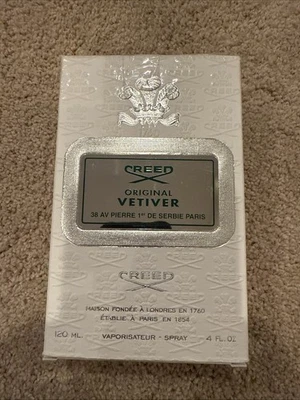 CREED
ORIGINAL
VETIVER
38 AV PIERRE 1ER DE SERBIE PARIS
CREED
MAISON FONDÉE À LONDRES EN 1760
ÉTABLIE À PARIS EN 1854
120 ML. VAPORISATEUR - SPRAY 4 FL.OZ